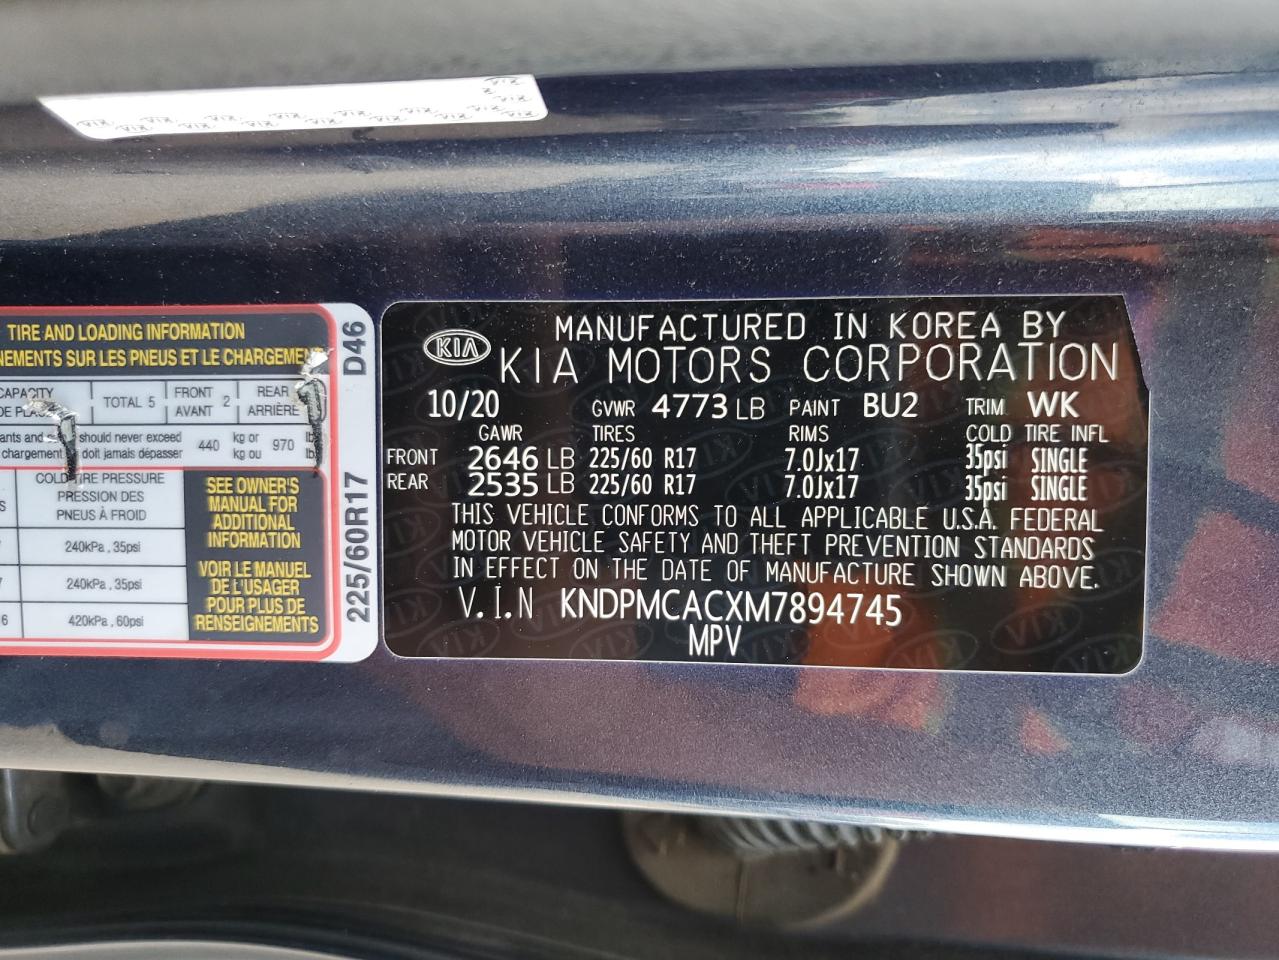 TIRE AND LOADING INFORMATION
NEMENTS SUR LES PNEUS ET LE CHARGEMENT
CAPACITY TOTAL 5 FRONT 2 REAR
AVANT ARRIÈRE
ants and should never exceed 440 kg or 970
chargement doit jamais dépasser kg ou
COLD TIRE PRESSURE
PRESSION DES
PNEUS À FROID
240kPa, 35psi
240kPa, 35psi
420kPa, 60psi
SEE OWNER'S
MANUAL FOR
ADDITIONAL
INFORMATION
VOIR LE MANUEL
DE L'USAGER
POUR PLUS DE
RENSEIGNEMENTS
225/60R17 D46
KIA
MANUFACTURED IN KOREA BY
KIA MOTORS CORPORATION
10/20 GVWR 4773 LB PAINT BU2 TRIM WK
GAWR TIRES RIMS COLD TIRE INFL
FRONT 2646 LB 225/60 R17 7.0Jx17 35psi SINGLE
REAR 2535 LB 225/60 R17 7.0Jx17 35psi SINGLE
THIS VEHICLE CONFORMS TO ALL APPLICABLE U.S.A. FEDERAL
MOTOR VEHICLE SAFETY AND THEFT PREVENTION STANDARDS
IN EFFECT ON THE DATE OF MANUFACTURE SHOWN ABOVE.
V.I.N KNDPMCACXM7894745
MPV